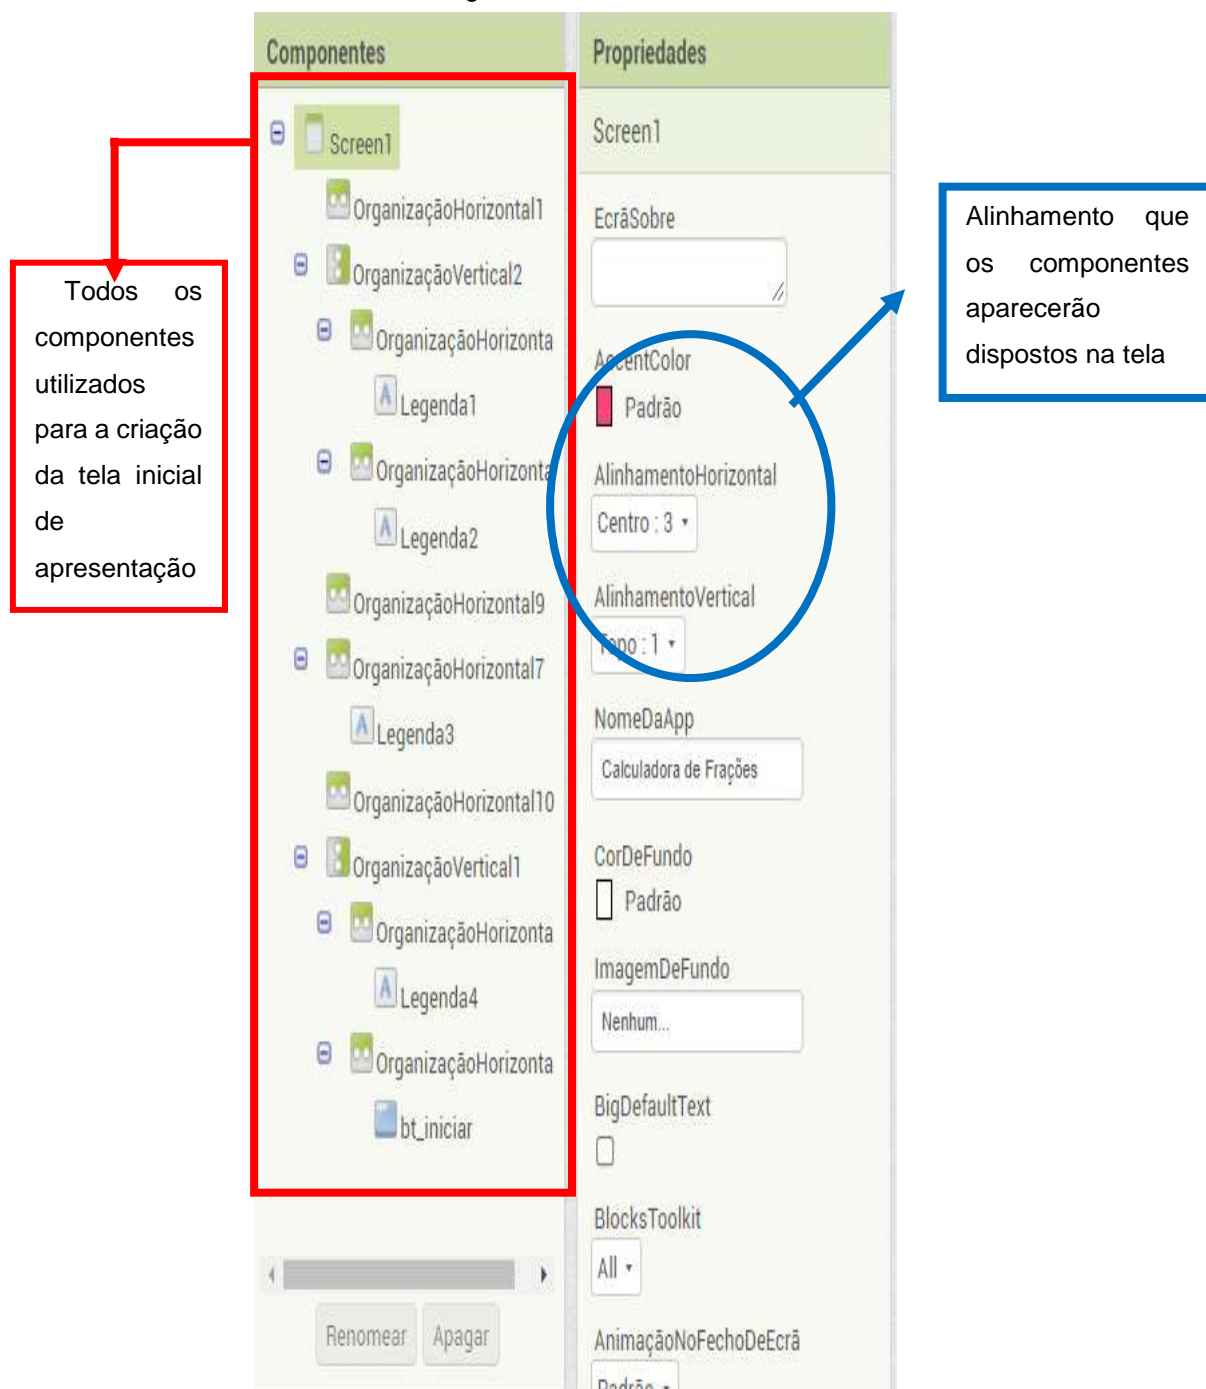 Componentes
Screen1
OrganizaçãoHorizontal1
OrganizaçãoVertical2
OrganizaçãoHorizonta
Legenda1
OrganizaçãoHorizonta
Legenda2
OrganizaçãoHorizontal9
OrganizaçãoHorizontal7
Legenda3
OrganizaçãoHorizontal10
OrganizaçãoVertical1
OrganizaçãoHorizonta
Legenda4
OrganizaçãoHorizonta
bt_iniciar
Renomear Apagar
Propriedades
Screen1
EcrãSobre
AccentColor
Padrão
AlinhamentoHorizontal
Centro : 3
AlinhamentoVertical
Topo : 1
NomeDaApp
Calculadora de Frações
CorDeFundo
Padrão
ImagemDeFundo
Nenhum...
BigDefaultText
BlocksToolkit
All
AnimaçãoNoFechoDeEcrã
Padrão
Todos os
componentes
utilizados
para a criação
da tela inicial
de
apresentação
Alinhamento que
os componentes
aparecerão
dispostos na tela